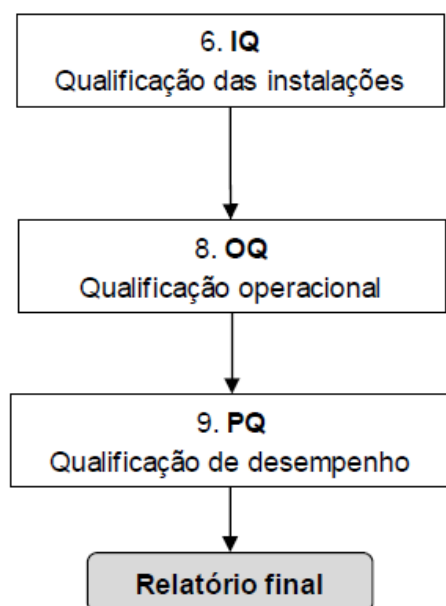 6. IQ
Qualificação das instalações
8. OQ
Qualificação operacional
9. PQ
Qualificação de desempenho
Relatório final